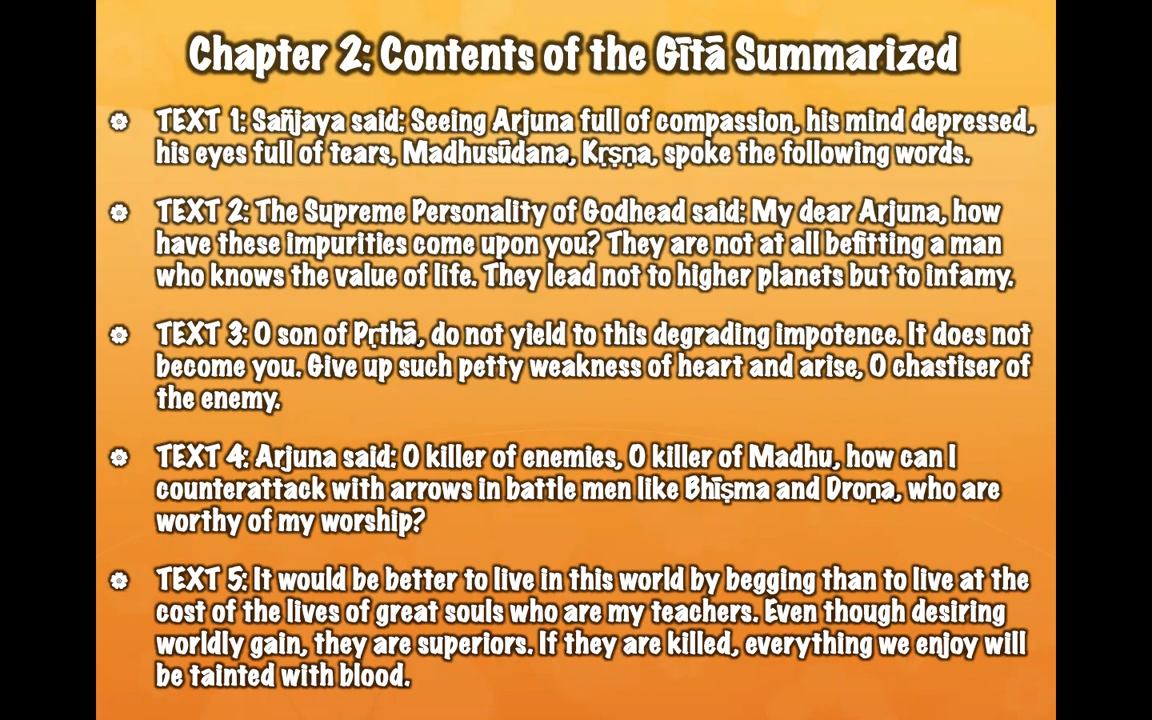 Chapter 2: Contents of the Gītā Summarized
TEXT 1: Sañjaya said: Seeing Arjuna full of compassion, his mind depressed,
his eyes full of tears, Madhusūdana, Kṛṣṇa, spoke the following words.
TEXT 2: The Supreme Personality of Godhead said: My dear Arjuna, how
have these impurities come upon you? They are not at all befitting a man
who knows the value of life. They lead not to higher planets but to infamy.
TEXT 3: O son of Pṛthā, do not yield to this degrading impotence. It does not
become you. Give up such petty weakness of heart and arise, O chastiser of
the enemy.
TEXT 4: Arjuna said: O killer of enemies, O killer of Madhu, how can I
counterattack with arrows in battle men like Bhīṣma and Droṇa, who are
worthy of my worship?
TEXT 5: It would be better to live in this world by begging than to live at the
cost of the lives of great souls who are my teachers. Even though desiring
worldly gain, they are superiors. If they are killed, everything we enjoy will
be tainted with blood.